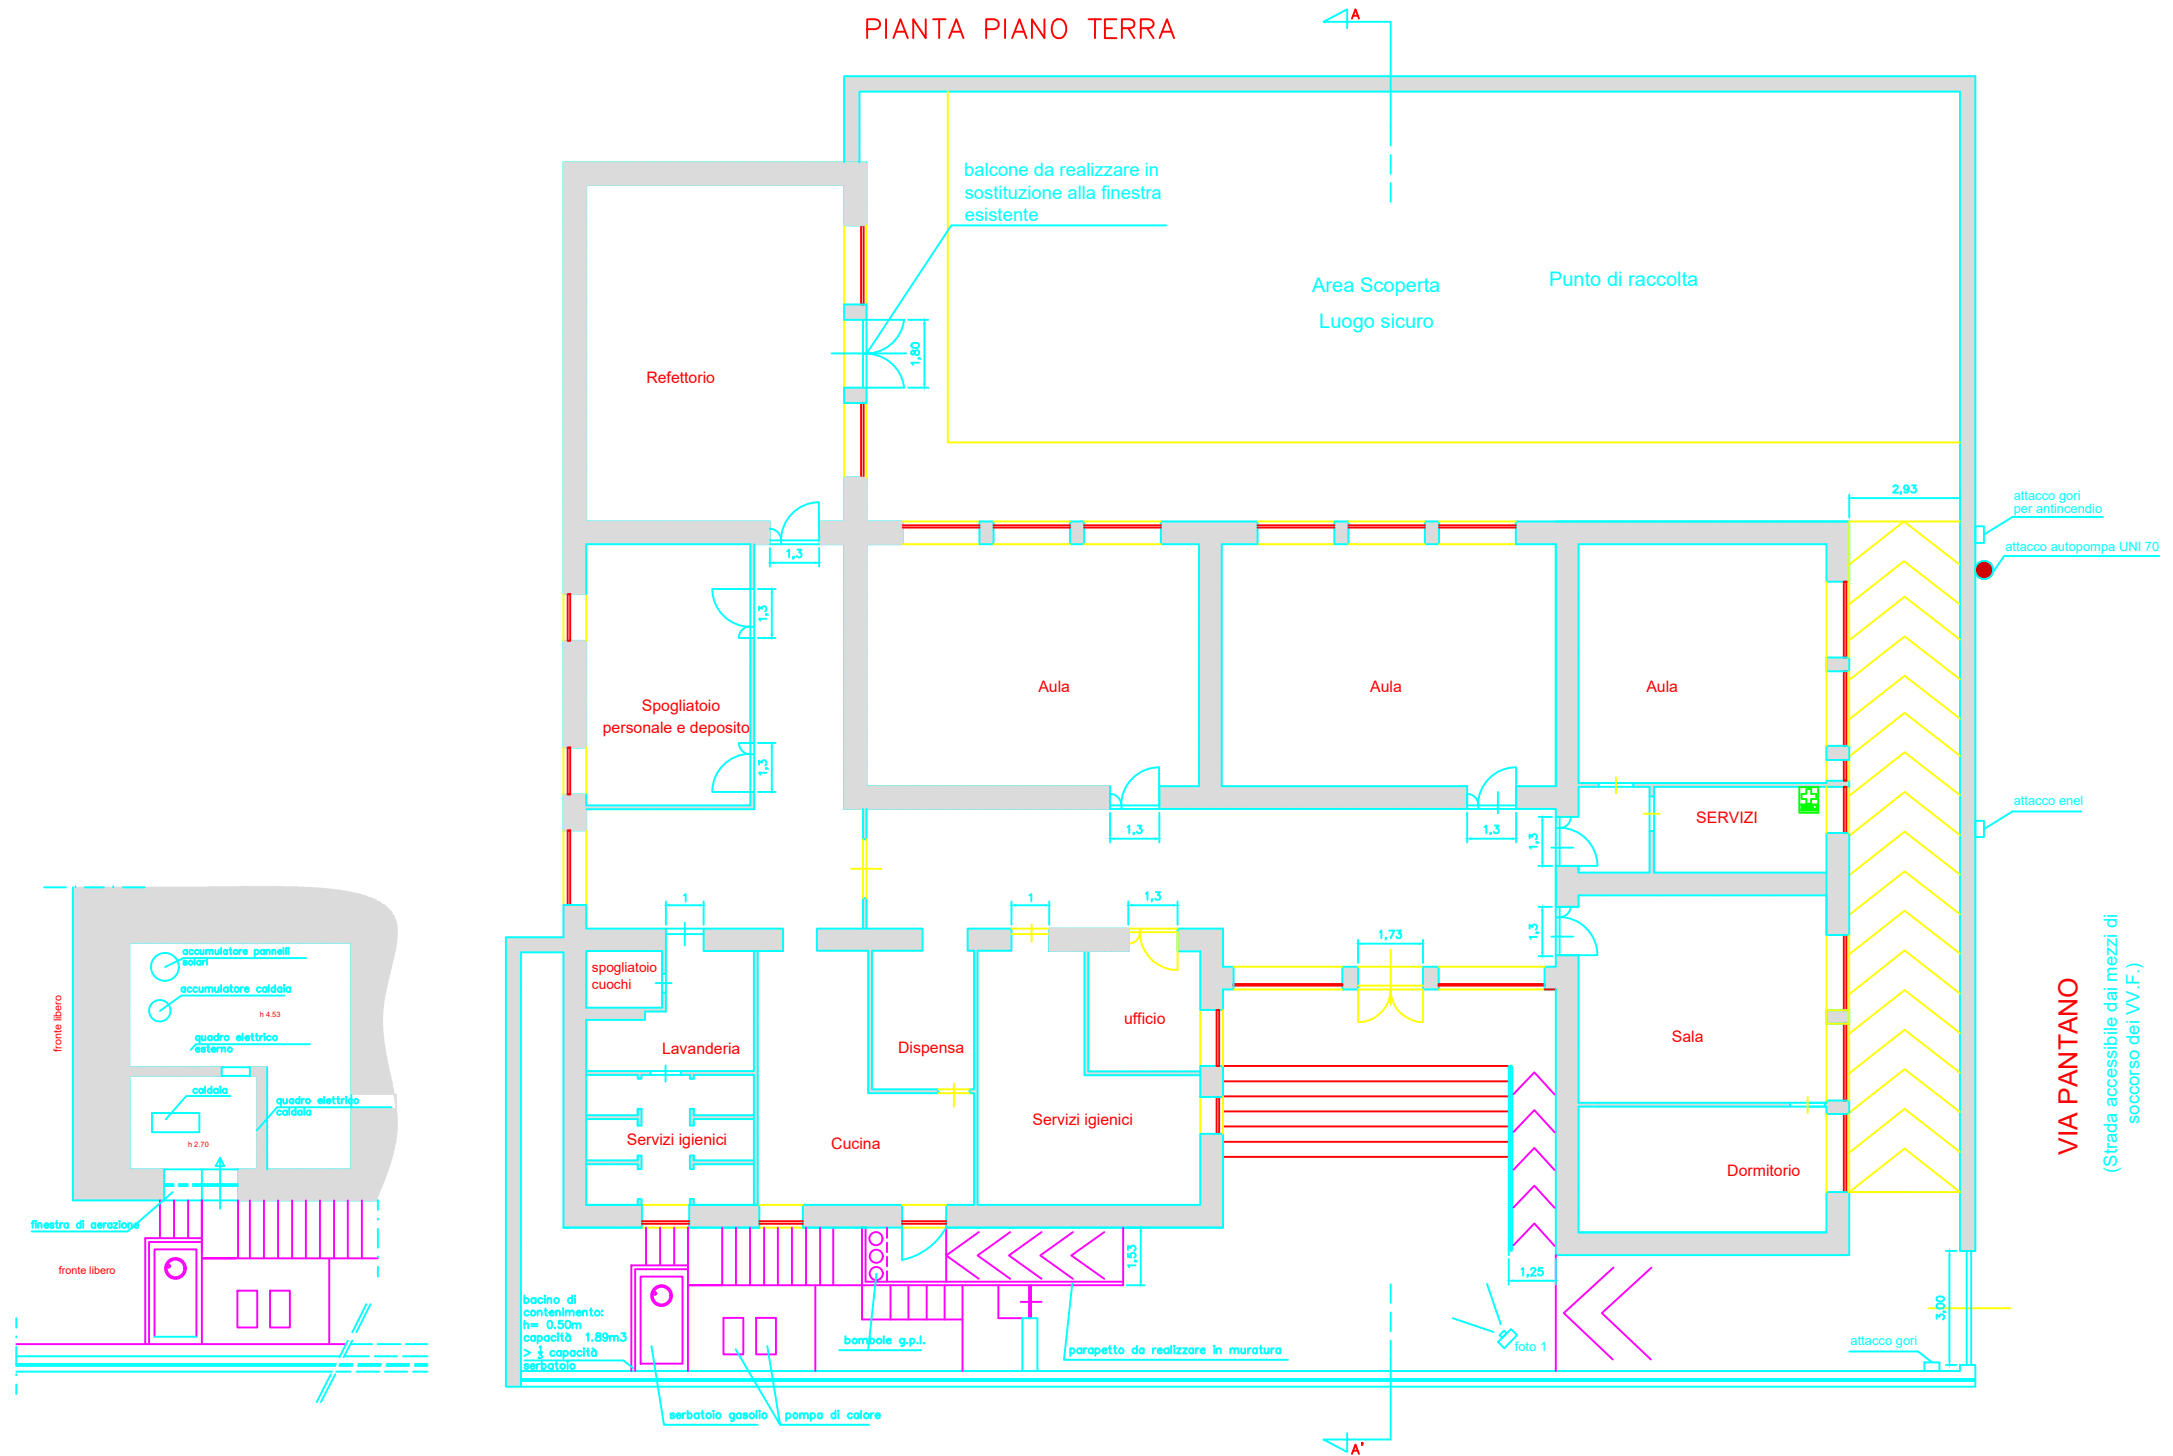 PIANTA PIANO TERRA
A
balcone da realizzare in
sostituzione alla finestra
esistente
Area Scoperta
Luogo sicuro
Punto di raccolta
1,80
Refettorio
2,93
attacco gori
per antincendio
attacco autopompa UNI 70
1,3
1,3
Spogliatoio
personale e deposito
1,3
Aula
Aula
Aula
1,3
1,3
1,3
SERVIZI
attacco enel
1
1
1,3
1,3
1,73
spogliatoio
cuochi
Lavanderia
Dispensa
ufficio
Sala
Servizi igienici
Cucina
Servizi igienici
Dormitorio
VIA PANTANO
(Strada accessibile dai mezzi di
soccorso dei VV.F.)
accumulatore pannelli
solari
accumulatore caldaia
h 4.53
quadro elettrico
esterno
caldaia
quadro elettrico
caldaia
h 2.70
fronte libero
finestra di aerazione
fronte libero
bacino di
contenimento:
h= 0.50m
capacità 1.89m3
> 1/3 capacità
serbatoio
serbatoio gasolio
pompa di calore
bombole g.p.l.
1,53
parapetto da realizzare in muratura
1,25
foto 1
3,00
attacco gori
A'